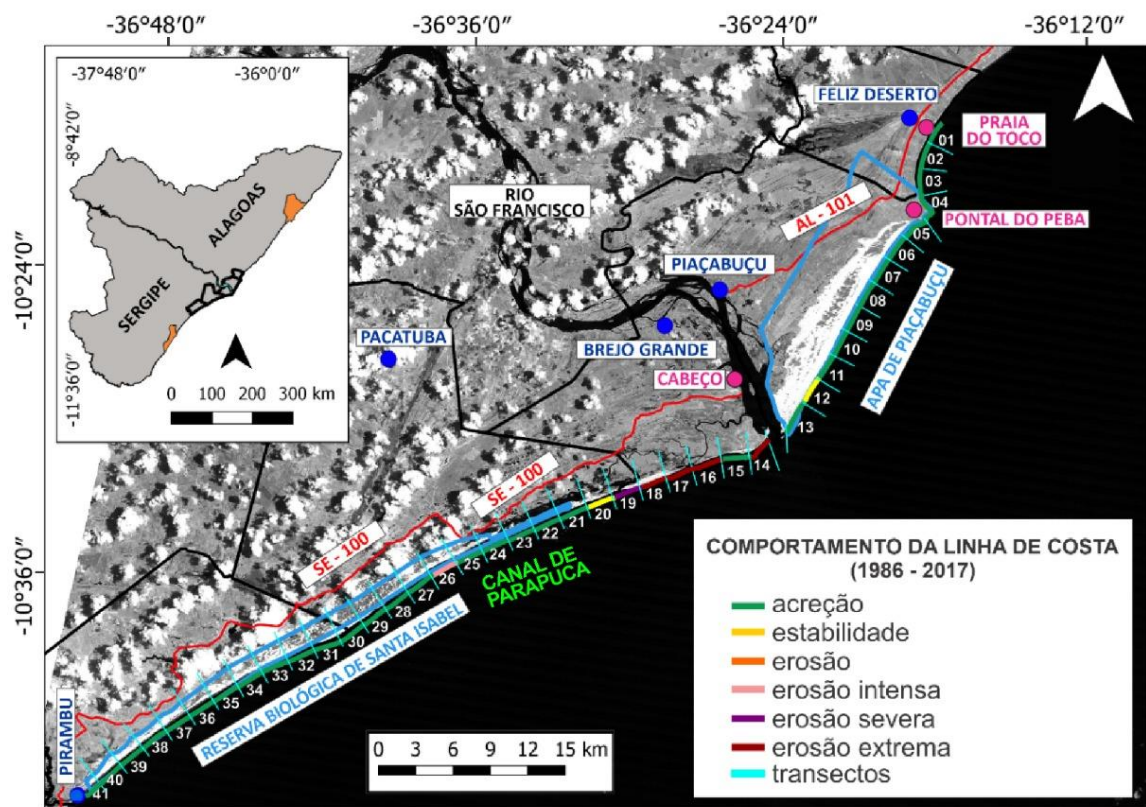 -36°48′0″
-36°36′0″
-36°24′0″
-36°12′0″
-37°48′0″
-36°0′0″
-8°42′0″
-11°36′0″
ALAGOAS
SERGIPE
0 100 200 300 km
-10°24′0″
-10°36′0″
FELIZ DESERTO
PRAIA
DO TOCO
01
02
03
04
PONTAL DO PEBA
05
06
07
08
09
10
11
12
13
AL - 101
APA DE PIAÇABUÇU
RIO
SÃO FRANCISCO
PIAÇABUÇU
BREJO GRANDE
PACATUBA
CABEÇO
14
15
16
17
18
19
20
21
22
23
24
25
26
27
28
29
30
31
32
33
34
35
36
37
38
39
40
41
SE - 100
SE - 100
CANAL DE
PARAPUCA
RESERVA BIOLÓGICA DE SANTA ISABEL
PIRAMBU
0 3 6 9 12 15 km
COMPORTAMENTO DA LINHA DE COSTA
(1986 - 2017)
acreção
estabilidade
erosão
erosão intensa
erosão severa
erosão extrema
transectos